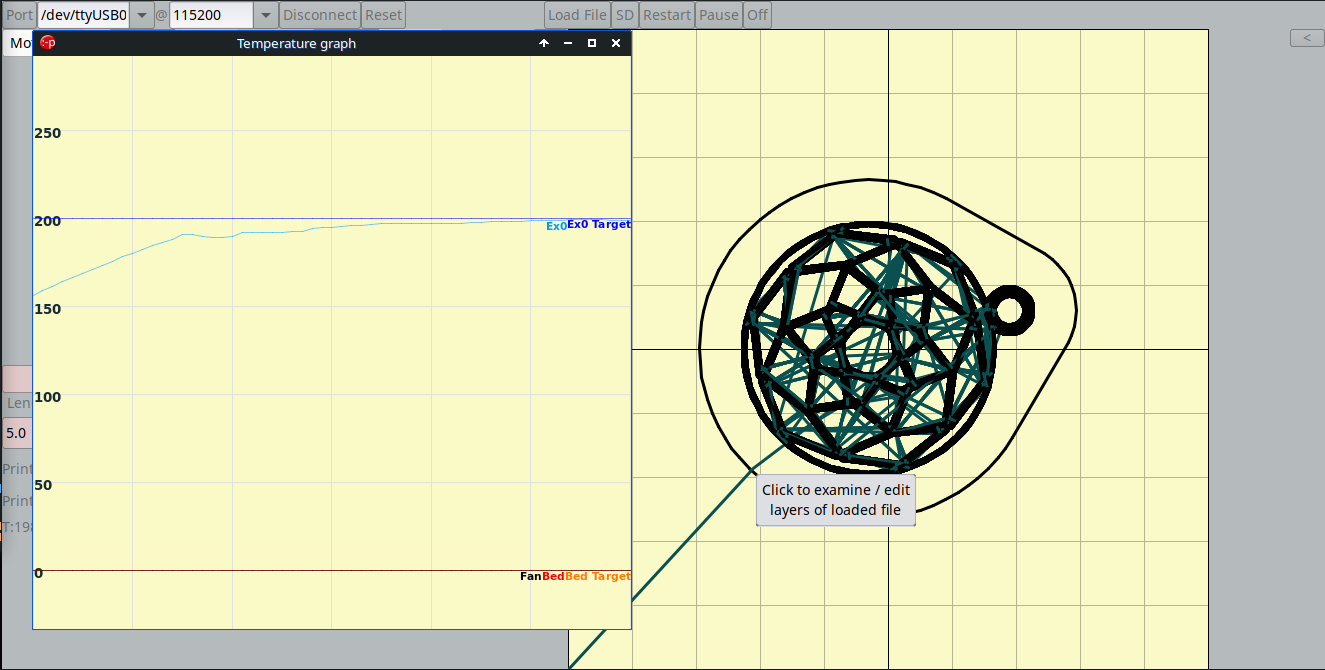 Port /dev/ttyUSB0 @ 115200 Disconnect Reset Load File SD Restart Pause Off
Temperature graph
<
250
200
Ex0 Ex0 Target
150
100
50
0
Fan Bed Bed Target
Len
5.0
Print
Print
Click to examine / edit
layers of loaded file